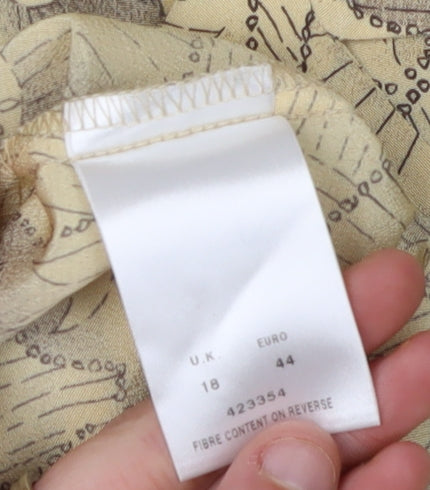 U.K. EURO
18 44
423354
FIBRE CONTENT ON REVERSE